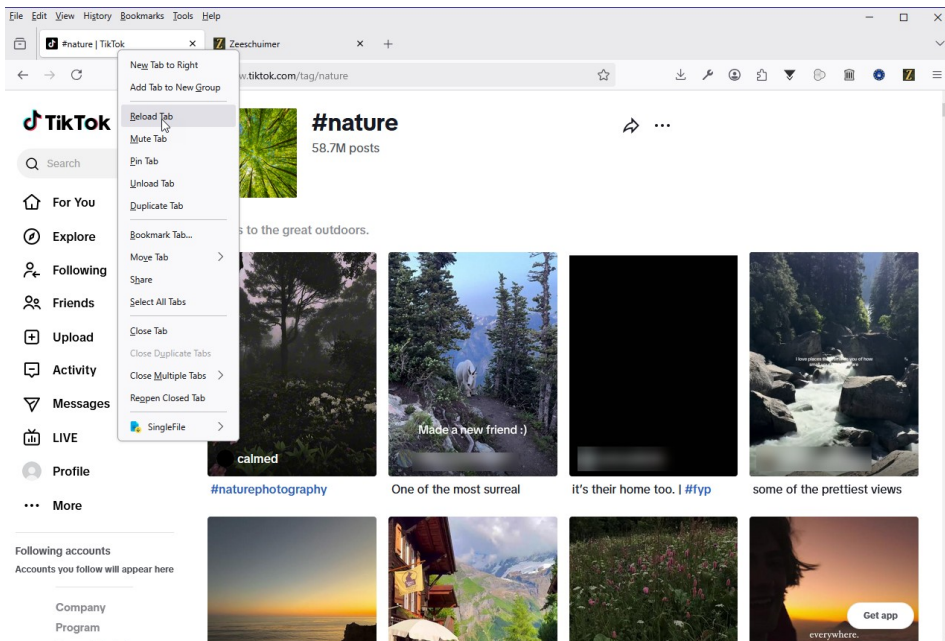 File Edit View History Bookmarks Tools Help
#nature | TikTok
Zeeschuimer
w.tiktok.com/tag/nature
New Tab to Right
Add Tab to New Group
Reload Tab
Mute Tab
Pin Tab
Unload Tab
Duplicate Tab
Bookmark Tab...
Move Tab
Share
Select All Tabs
Close Tab
Close Duplicate Tabs
Close Multiple Tabs
Reopen Closed Tab
SingleFile
TikTok
Search
For You
Explore
Following
Friends
Upload
Activity
Messages
LIVE
Profile
More
Following accounts
Accounts you follow will appear here
Company
Program
#nature
58.7M posts
s to the great outdoors.
calmed
Made a new friend :)
I love places that
#naturephotography
One of the most surreal
it's their home too. | #fyp
some of the prettiest views
everywhere.
Get app